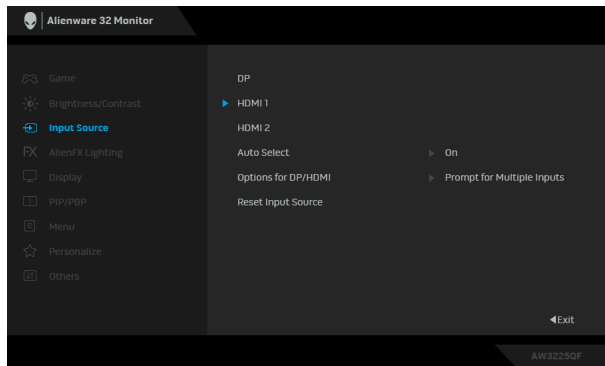 Alienware 32 Monitor
Game
DP
Brightness/Contrast
HDMI 1
Input Source
HDMI 2
AlienFX Lighting
Auto Select
On
Display
Options for DP/HDMI
Prompt for Multiple Inputs
PIP/PBP
Reset Input Source
Menu
Personalize
Others
Exit
AW3225QF